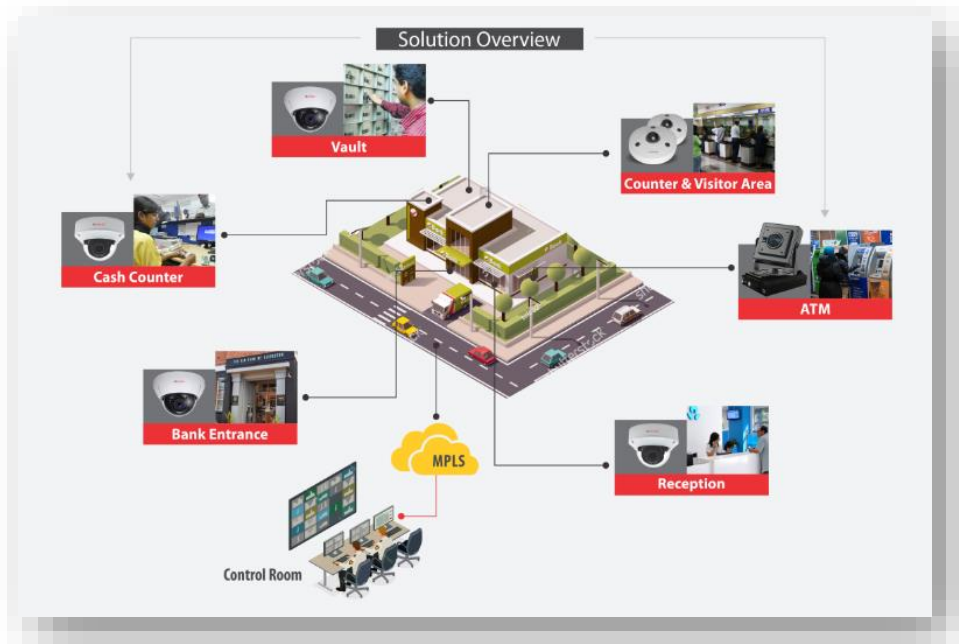 Solution Overview
Vault
Counter & Visitor Area
Cash Counter
ATM
Bank Entrance
MPLS
Reception
Control Room